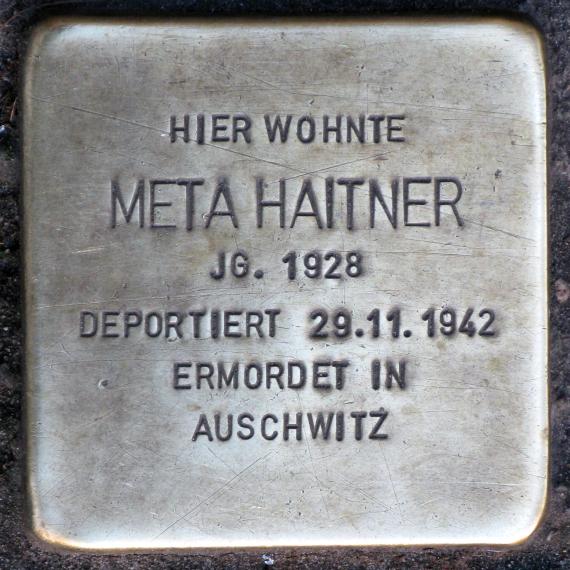 HIER WOHNTE
META HAITNER
JG. 1928
DEPORTIERT 29.11.1942
ERMORDET IN
AUSCHWITZ